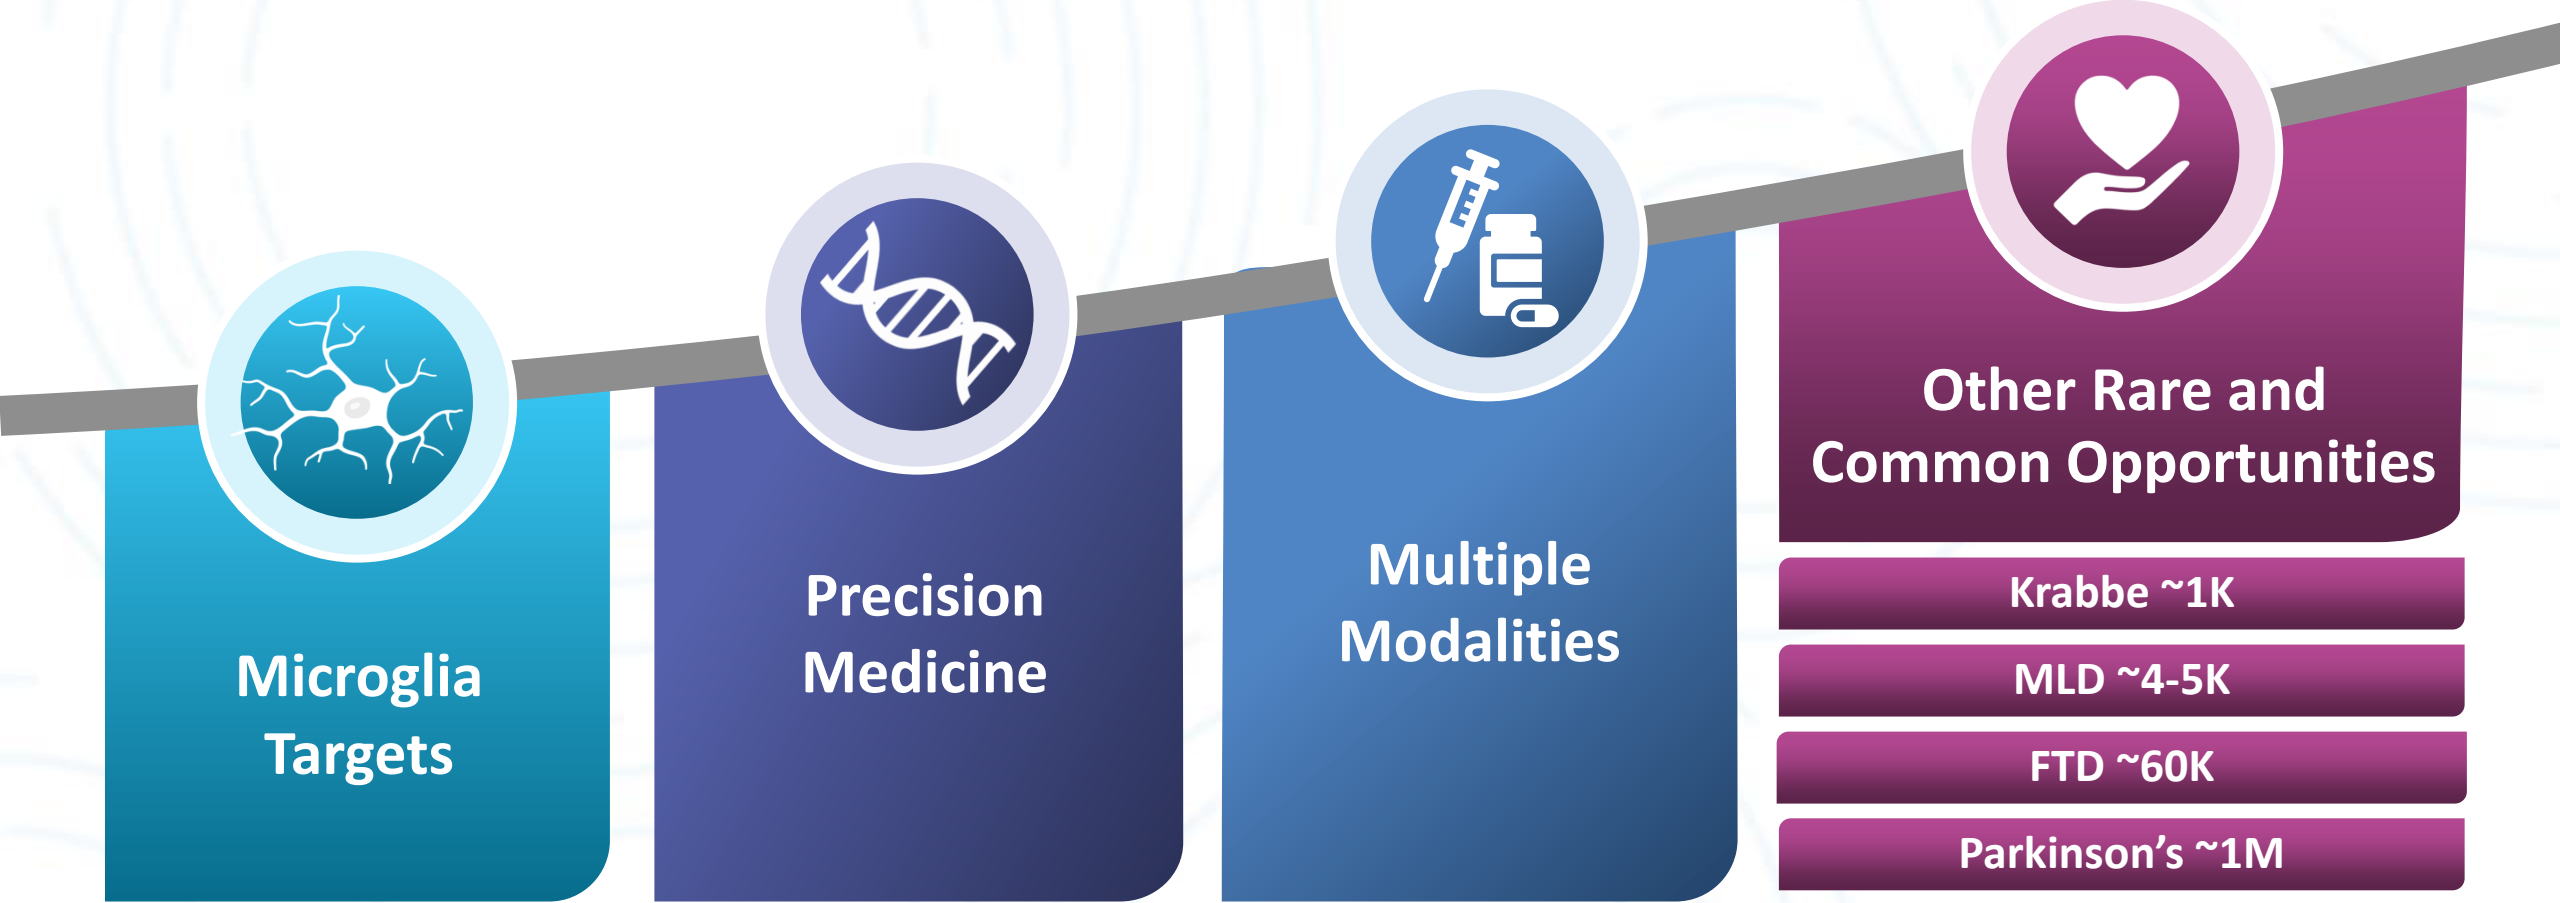 Microglia
Targets
Precision
Medicine
Multiple
Modalities
Other Rare and
Common Opportunities
Krabbe ~1K
MLD ~4-5K
FTD ~60K
Parkinson’s ~1M